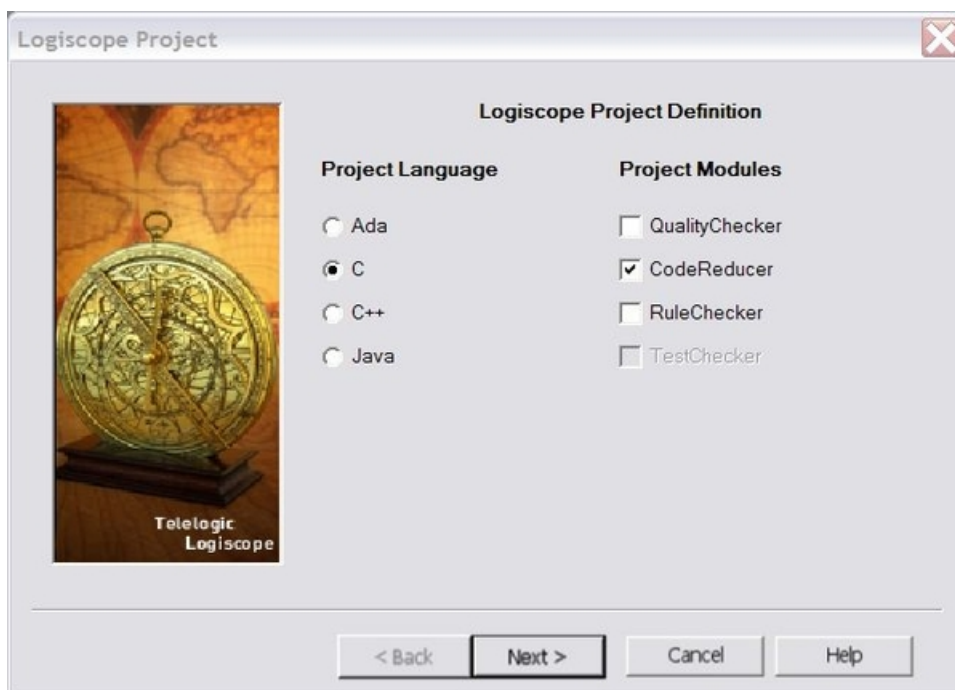 Logiscope Project
Logiscope Project Definition
Project Language
Project Modules
Ada
QualityChecker
C
CodeReducer
C++
RuleChecker
Java
TestChecker
Telelogic
Logiscope
< Back
Next >
Cancel
Help